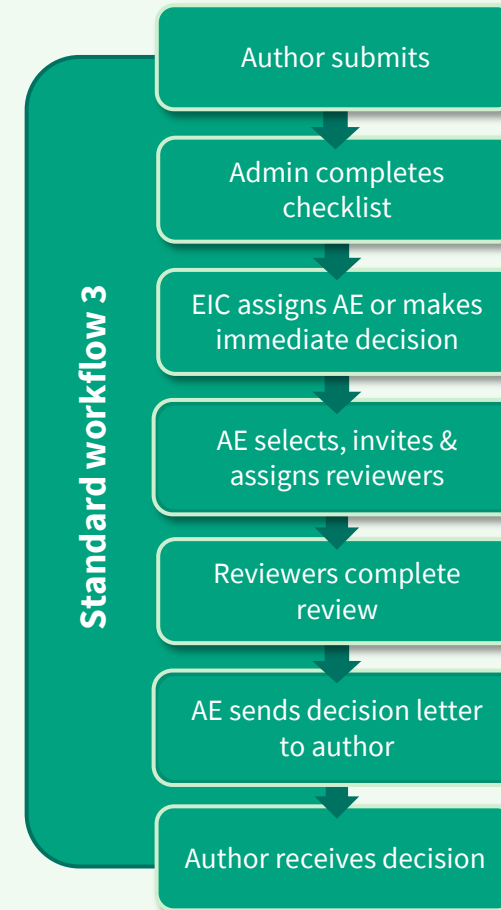 Standard workflow 3
Author submits
Admin completes
checklist
EIC assigns AE or makes
immediate decision
AE selects, invites &
assigns reviewers
Reviewers complete
review
AE sends decision letter
to author
Author receives decision